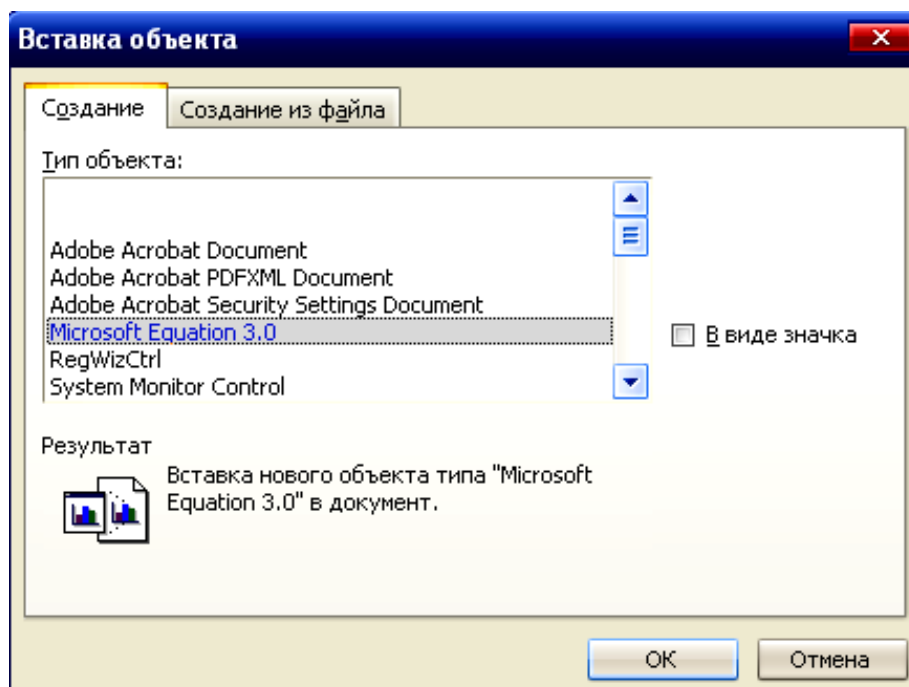 Вставка объекта
Создание
Создание из файла
Тип объекта:
Adobe Acrobat Document
Adobe Acrobat PDFXML Document
Adobe Acrobat Security Settings Document
Microsoft Equation 3.0
RegWizCtrl
System Monitor Control
В виде значка
Результат
Вставка нового объекта типа "Microsoft
Equation 3.0" в документ.
ОК
Отмена